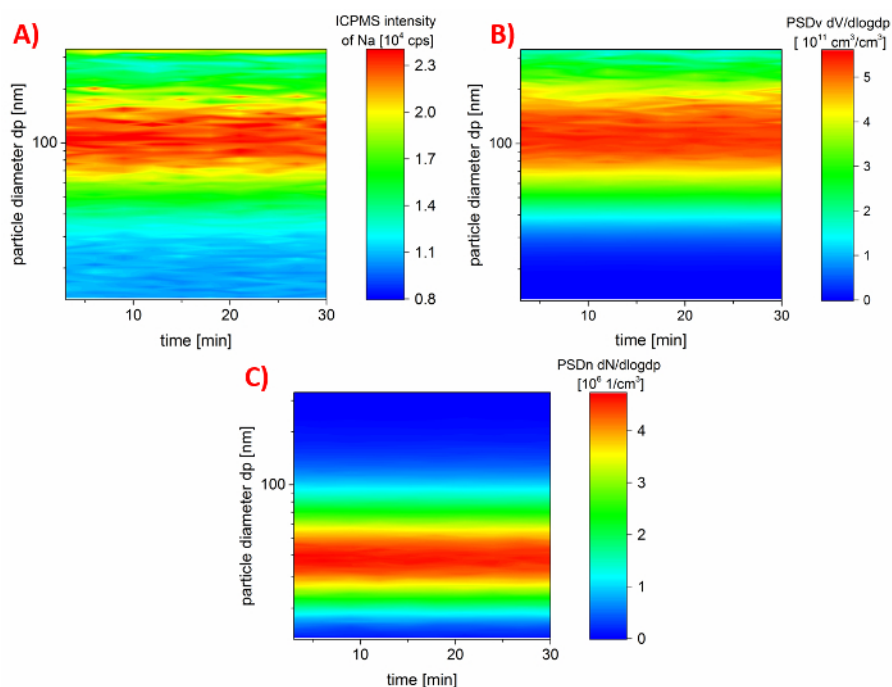 A)
ICPMS intensity
of Na [10⁴ cps]
particle diameter dp [nm]
100
10
20
30
time [min]
2.3
2.0
1.7
1.4
1.1
0.8
B)
PSDv dV/dlogdp
[ 10¹¹ cm³/cm³]
particle diameter dp [nm]
100
10
20
30
time [min]
5
4
3
2
1
0
C)
PSDn dN/dlogdp
[10⁶ 1/cm³]
particle diameter dp [nm]
100
10
20
30
time [min]
4
3
2
1
0